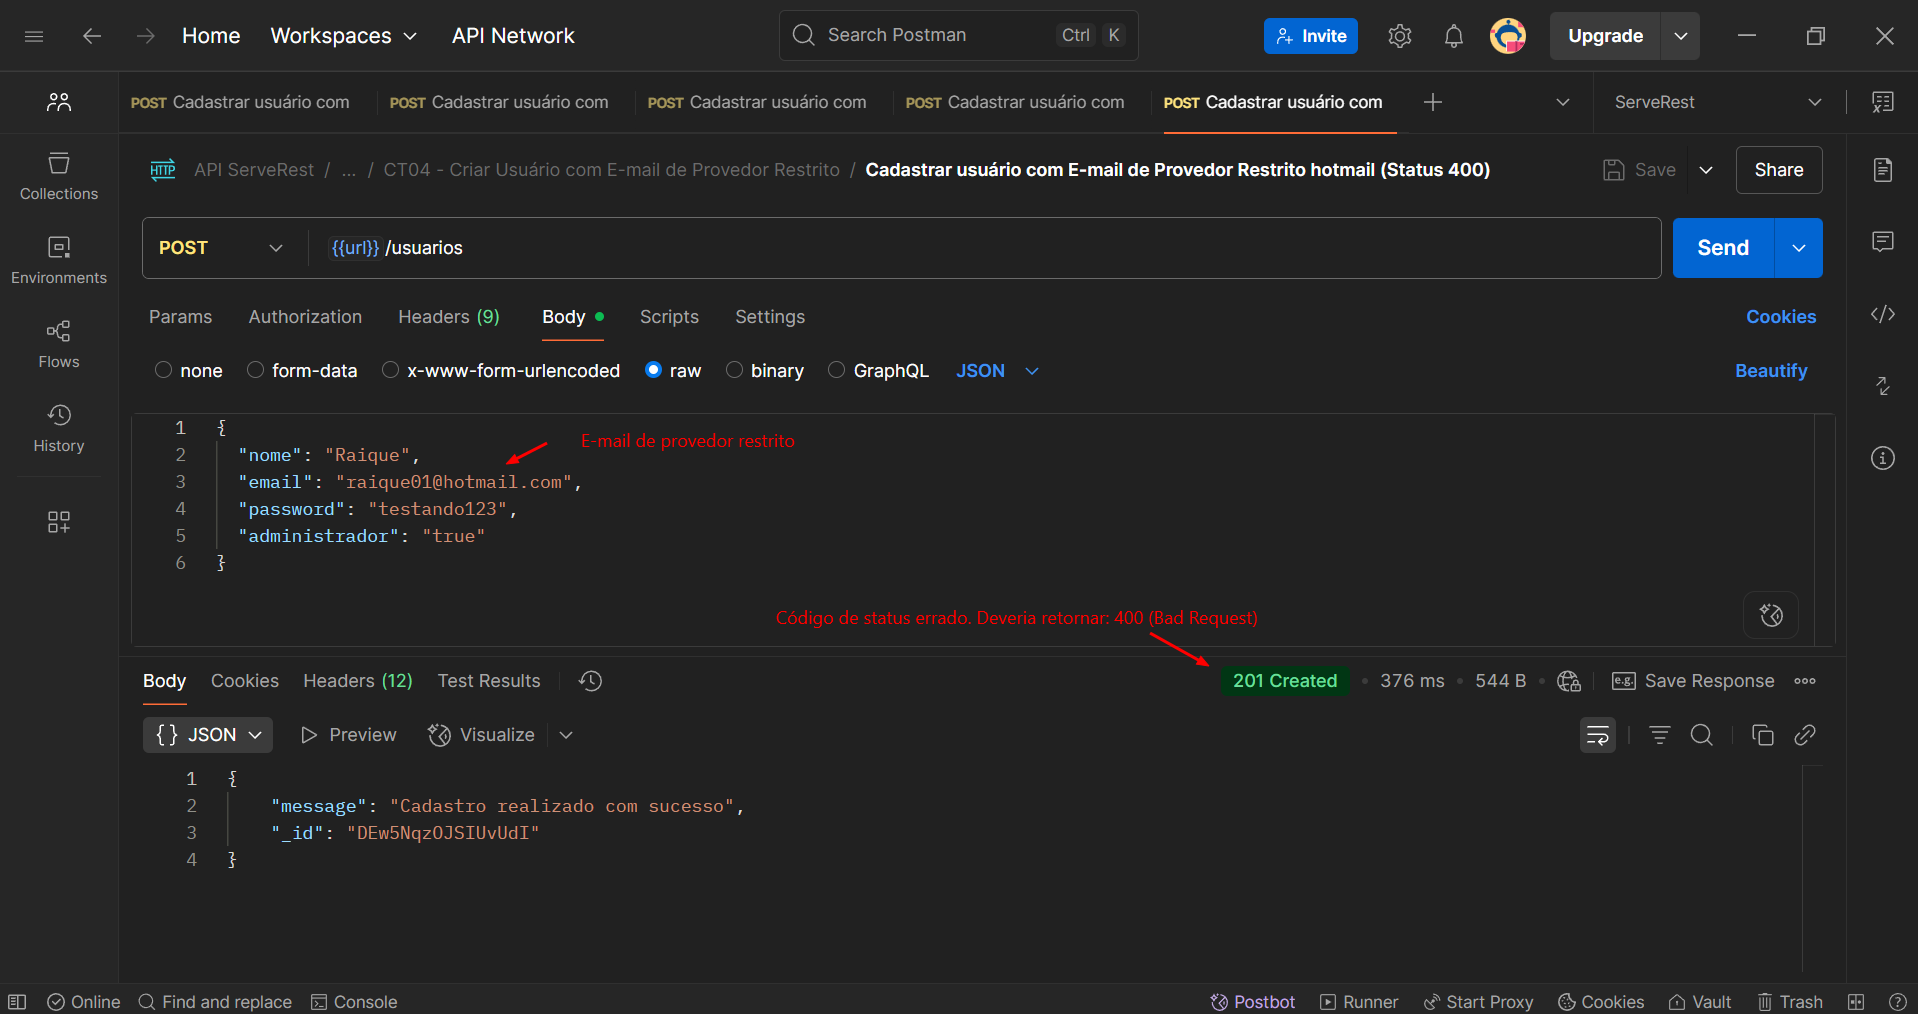 Home Workspaces API Network Search Postman Ctrl K Invite Upgrade
POST Cadastrar usuário com POST Cadastrar usuário com POST Cadastrar usuário com POST Cadastrar usuário com POST Cadastrar usuário com ServeRest
HTTP API ServeRest / ... / CT04 - Criar Usuário com E-mail de Provedor Restrito / Cadastrar usuário com E-mail de Provedor Restrito hotmail (Status 400) Save Share
Collections
POST {{url}} /usuarios Send
Environments
Params Authorization Headers (9) Body Scripts Settings Cookies
Flows
none form-data x-www-form-urlencoded raw binary GraphQL JSON Beautify
History
1 {
E-mail de provedor restrito
2 "nome": "Raique",
3 "email": "raique01@hotmail.com",
4 "password": "testando123",
5 "administrador": "true"
6 }
Código de status errado. Deveria retornar: 400 (Bad Request)
Body Cookies Headers (12) Test Results 201 Created • 376 ms • 544 B • e.g. Save Response
{} JSON Preview Visualize
1 {
2 "message": "Cadastro realizado com sucesso",
3 "_id": "DEw5NqzOJSIUvUdI"
4 }
Online Find and replace Console Postbot Runner Start Proxy Cookies Vault Trash